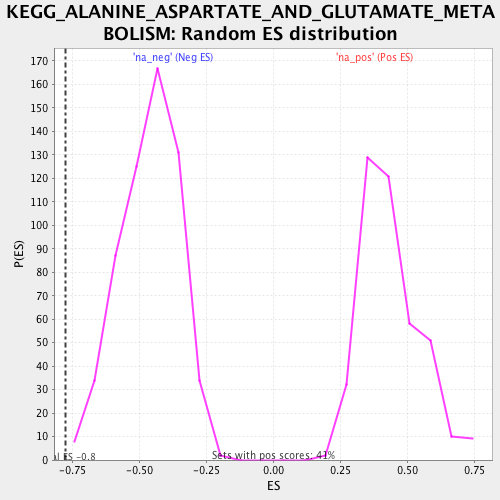 KEGG_ALANINE_ASPARTATE_AND_GLUTAMATE_META
BOLISM: Random ES distribution
'na_neg' (Neg ES) 'na_pos' (Pos ES)
170
160
150
140
130
120
110
100
90
80
70
60
50
40
30
20
10
0
P(ES)
ES −0.8
Sets with pos scores: 41%
−0.75 −0.50 −0.25 0.00 0.25 0.50 0.75
ES